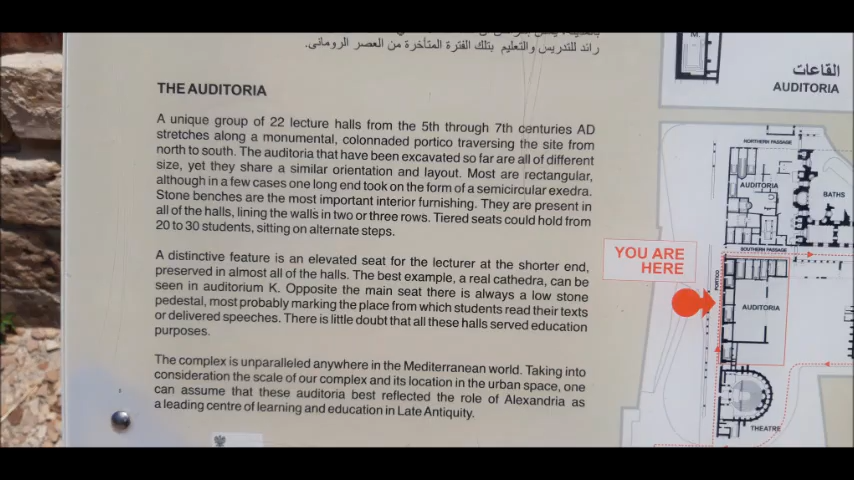 رائد للتدريس والتعليم بتلك الفترة المتأخرة من العصر الرومانى.
THE AUDITORIA
A unique group of 22 lecture halls from the 5th through 7th centuries AD
stretches along a monumental, colonnaded portico traversing the site from
north to south. The auditoria that have been excavated so far are all of different
size, yet they share a similar orientation and layout. Most are rectangular,
although in a few cases one long end took on the form of a semicircular exedra.
Stone benches are the most important interior furnishing. They are present in
all of the halls, lining the walls in two or three rows. Tiered seats could hold from
20 to 30 students, sitting on alternate steps.
A distinctive feature is an elevated seat for the lecturer at the shorter end,
preserved in almost all of the halls. The best example, a real cathedra, can be
seen in auditorium K. Opposite the main seat there is always a low stone
pedestal, most probably marking the place from which students read their texts
or delivered speeches. There is little doubt that all these halls served education
purposes.
The complex is unparalleled anywhere in the Mediterranean world. Taking into
consideration the scale of our complex and its location in the urban space, one
can assume that these auditoria best reflected the role of Alexandria as
a leading centre of learning and education in Late Antiquity.
M.
القاعات
AUDITORIA
NORTHERN PASSAGE
AUDITORIA
BATHS
SOUTHERN PASSAGE
YOU ARE
HERE
PORTICO
AUDITORIA
THEATRE